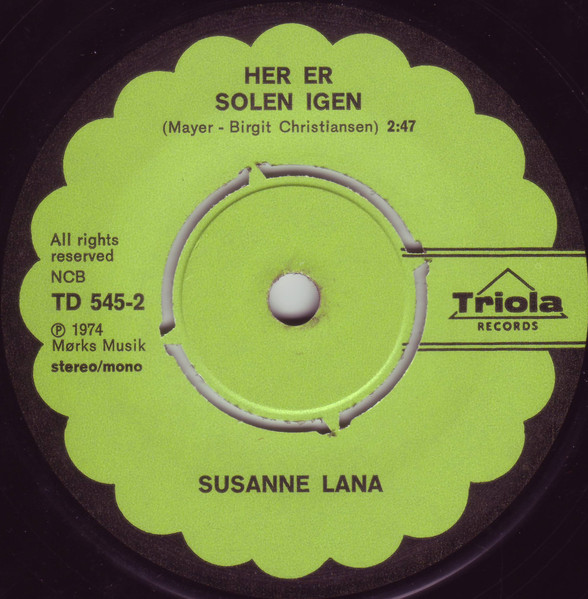 HER ER
SOLEN IGEN
(Mayer - Birgit Christiansen) 2:47
All rights
reserved
NCB
TD 545-2
℗ 1974
Mørks Musik
stereo/mono
Triola
RECORDS
SUSANNE LANA